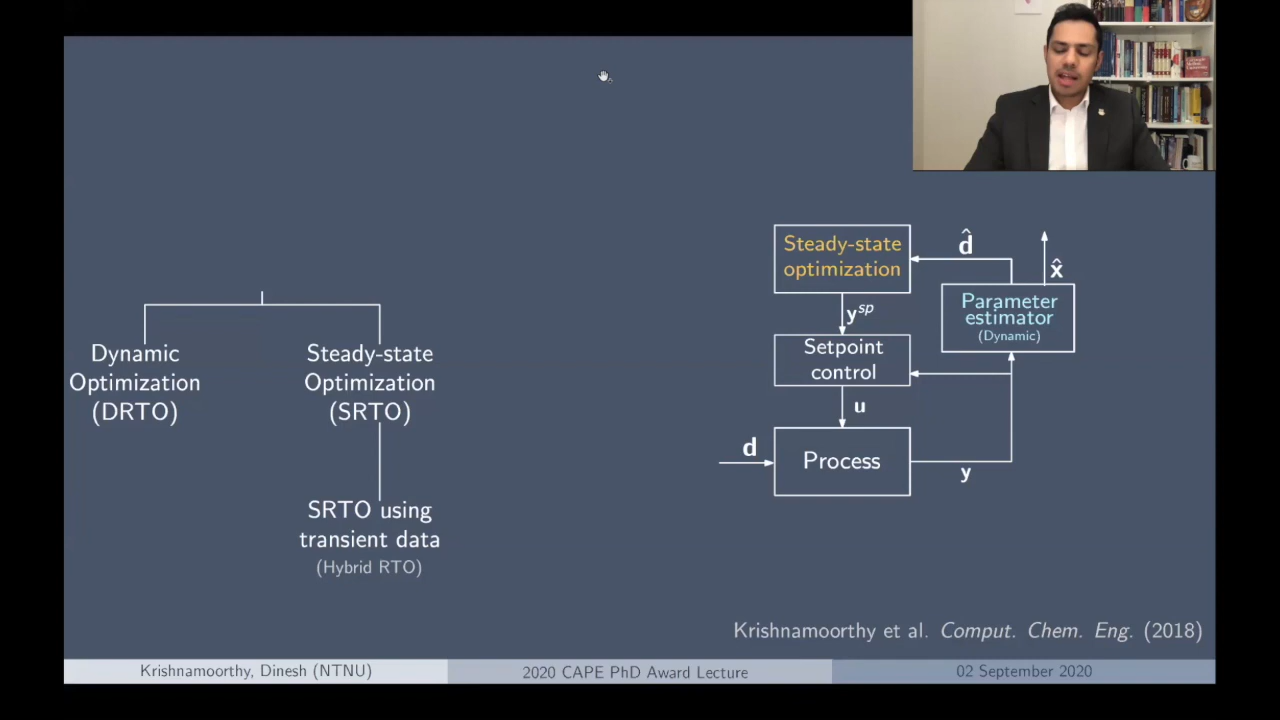 Dynamic
Optimization
(DRTO)
Steady-state
Optimization
(SRTO)
SRTO using
transient data
(Hybrid RTO)
Steady-state
optimization
d̂
x̂
Parameter
estimator
(Dynamic)
y^sp
Setpoint
control
u
d
Process
y
Krishnamoorthy et al. Comput. Chem. Eng. (2018)
Krishnamoorthy, Dinesh (NTNU)
2020 CAPE PhD Award Lecture
02 September 2020